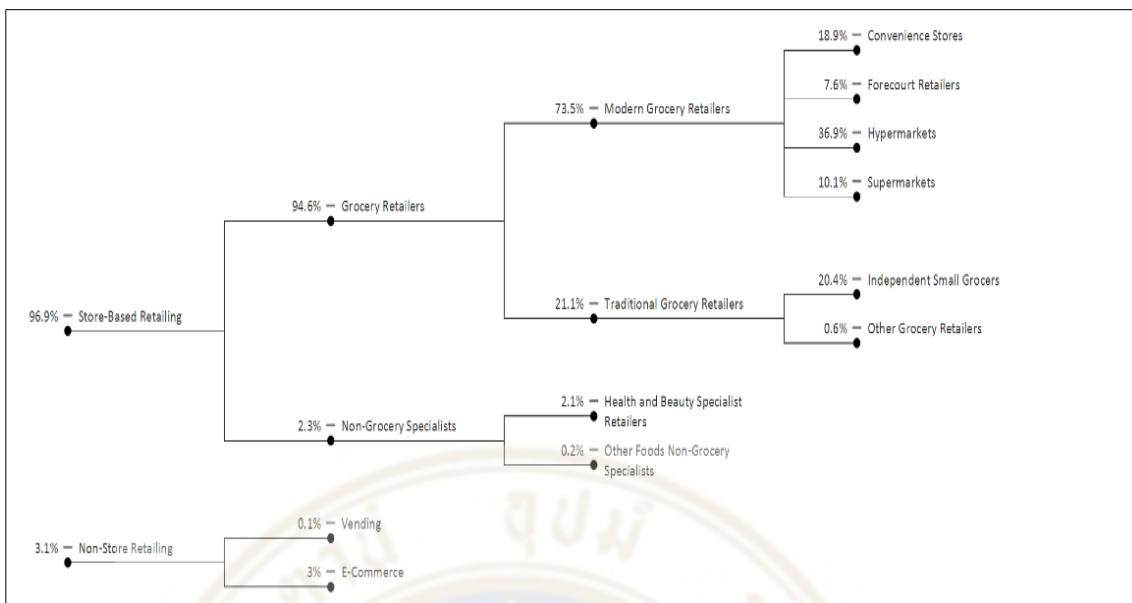 18.9% — Convenience Stores
7.6% — Forecourt Retailers
73.5% — Modern Grocery Retailers
36.9% — Hypermarkets
10.1% — Supermarkets
94.6% — Grocery Retailers
20.4% — Independent Small Grocers
21.1% — Traditional Grocery Retailers
96.9% — Store-Based Retailing
0.6% — Other Grocery Retailers
2.1% — Health and Beauty Specialist
Retailers
2.3% — Non-Grocery Specialists
0.2% — Other Foods Non-Grocery
Specialists
0.1% — Vending
3.1% — Non-Store Retailing
3% — E-Commerce